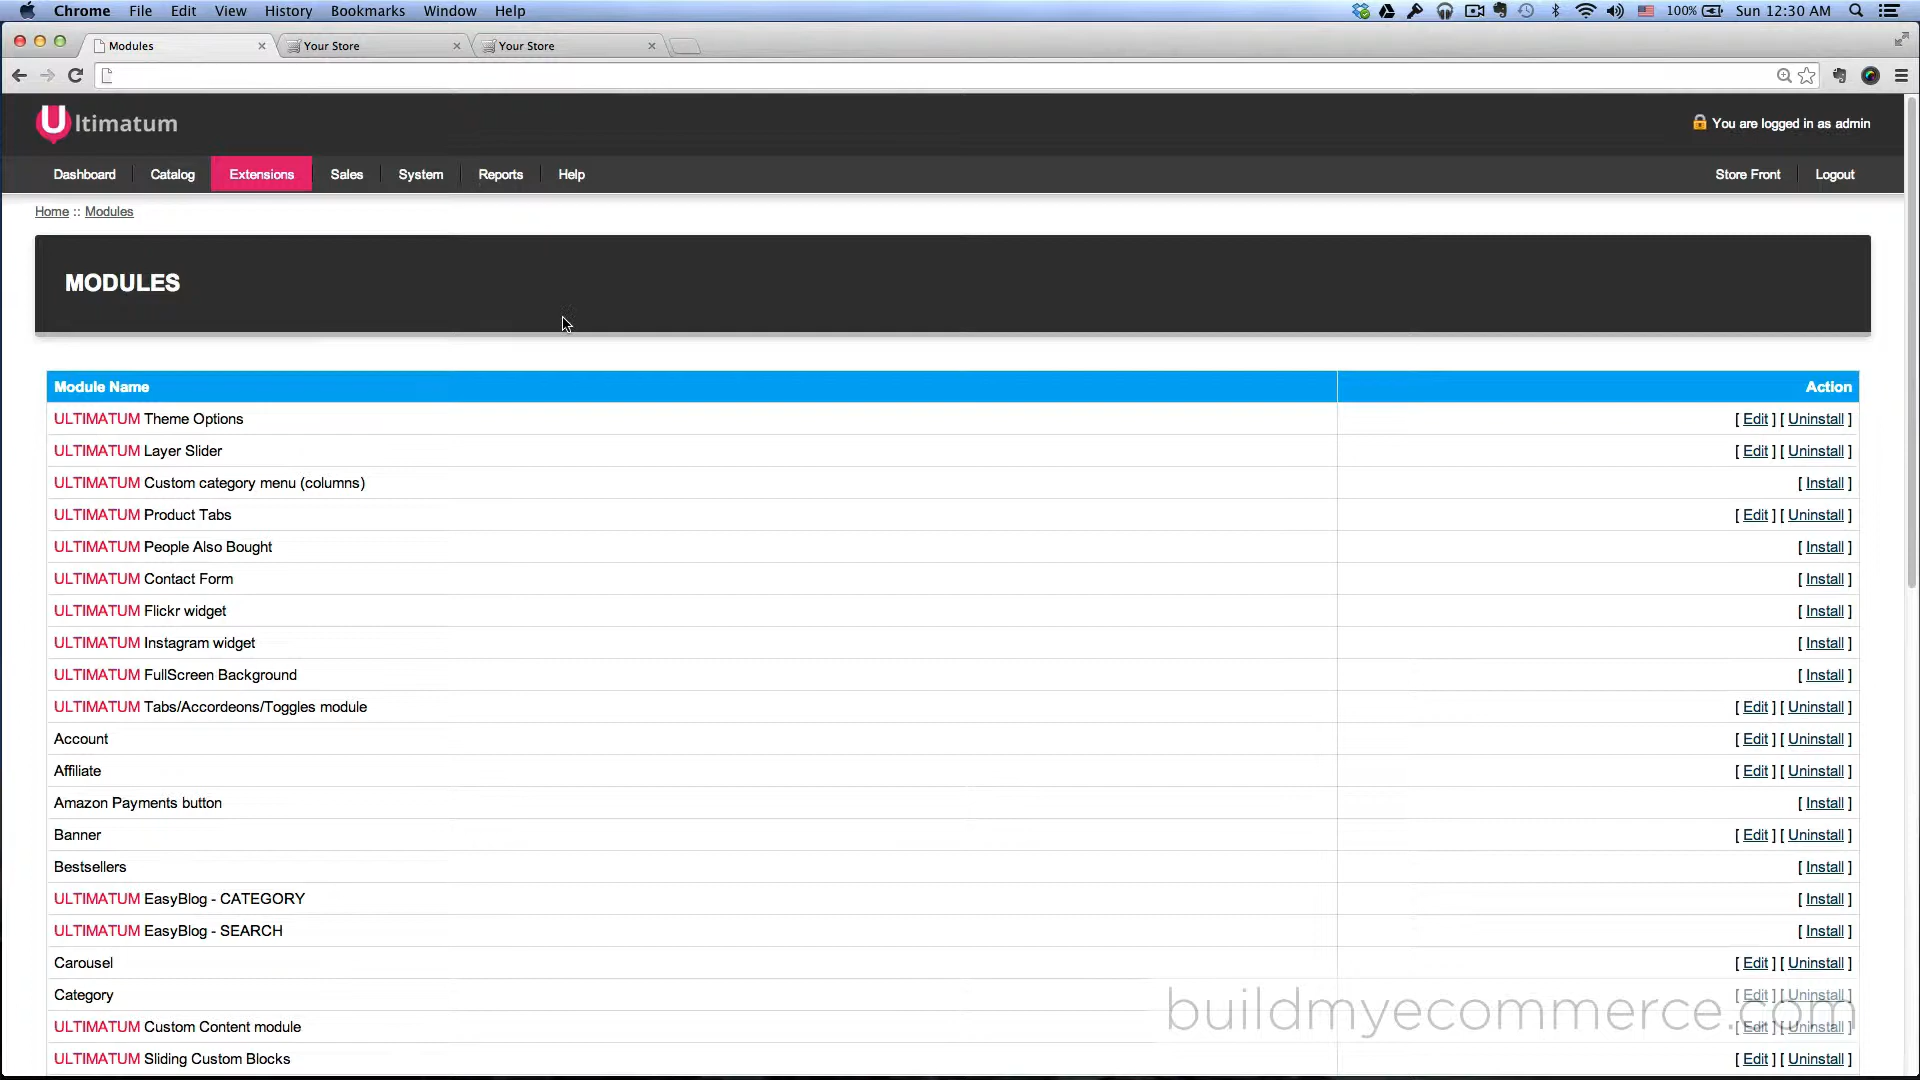 Chrome File Edit View History Bookmarks Window Help 100% Sun 12:30 AM
Modules Your Store Your Store
Ultimatum You are logged in as admin
Dashboard Catalog Extensions Sales System Reports Help Store Front Logout
Home :: Modules
MODULES
Module Name Action
ULTIMATUM Theme Options [ Edit ] [ Uninstall ]
ULTIMATUM Layer Slider [ Edit ] [ Uninstall ]
ULTIMATUM Custom category menu (columns) [ Install ]
ULTIMATUM Product Tabs [ Edit ] [ Uninstall ]
ULTIMATUM People Also Bought [ Install ]
ULTIMATUM Contact Form [ Install ]
ULTIMATUM Flickr widget [ Install ]
ULTIMATUM Instagram widget [ Install ]
ULTIMATUM FullScreen Background [ Install ]
ULTIMATUM Tabs/Accordeons/Toggles module [ Edit ] [ Uninstall ]
Account [ Edit ] [ Uninstall ]
Affiliate [ Edit ] [ Uninstall ]
Amazon Payments button [ Install ]
Banner [ Edit ] [ Uninstall ]
Bestsellers [ Install ]
ULTIMATUM EasyBlog - CATEGORY [ Install ]
ULTIMATUM EasyBlog - SEARCH [ Install ]
Carousel [ Edit ] [ Uninstall ]
Category [ Edit ] [ Uninstall ]
buildmyecommerce.com
ULTIMATUM Custom Content module [ Edit ] [ Uninstall ]
ULTIMATUM Sliding Custom Blocks [ Edit ] [ Uninstall ]